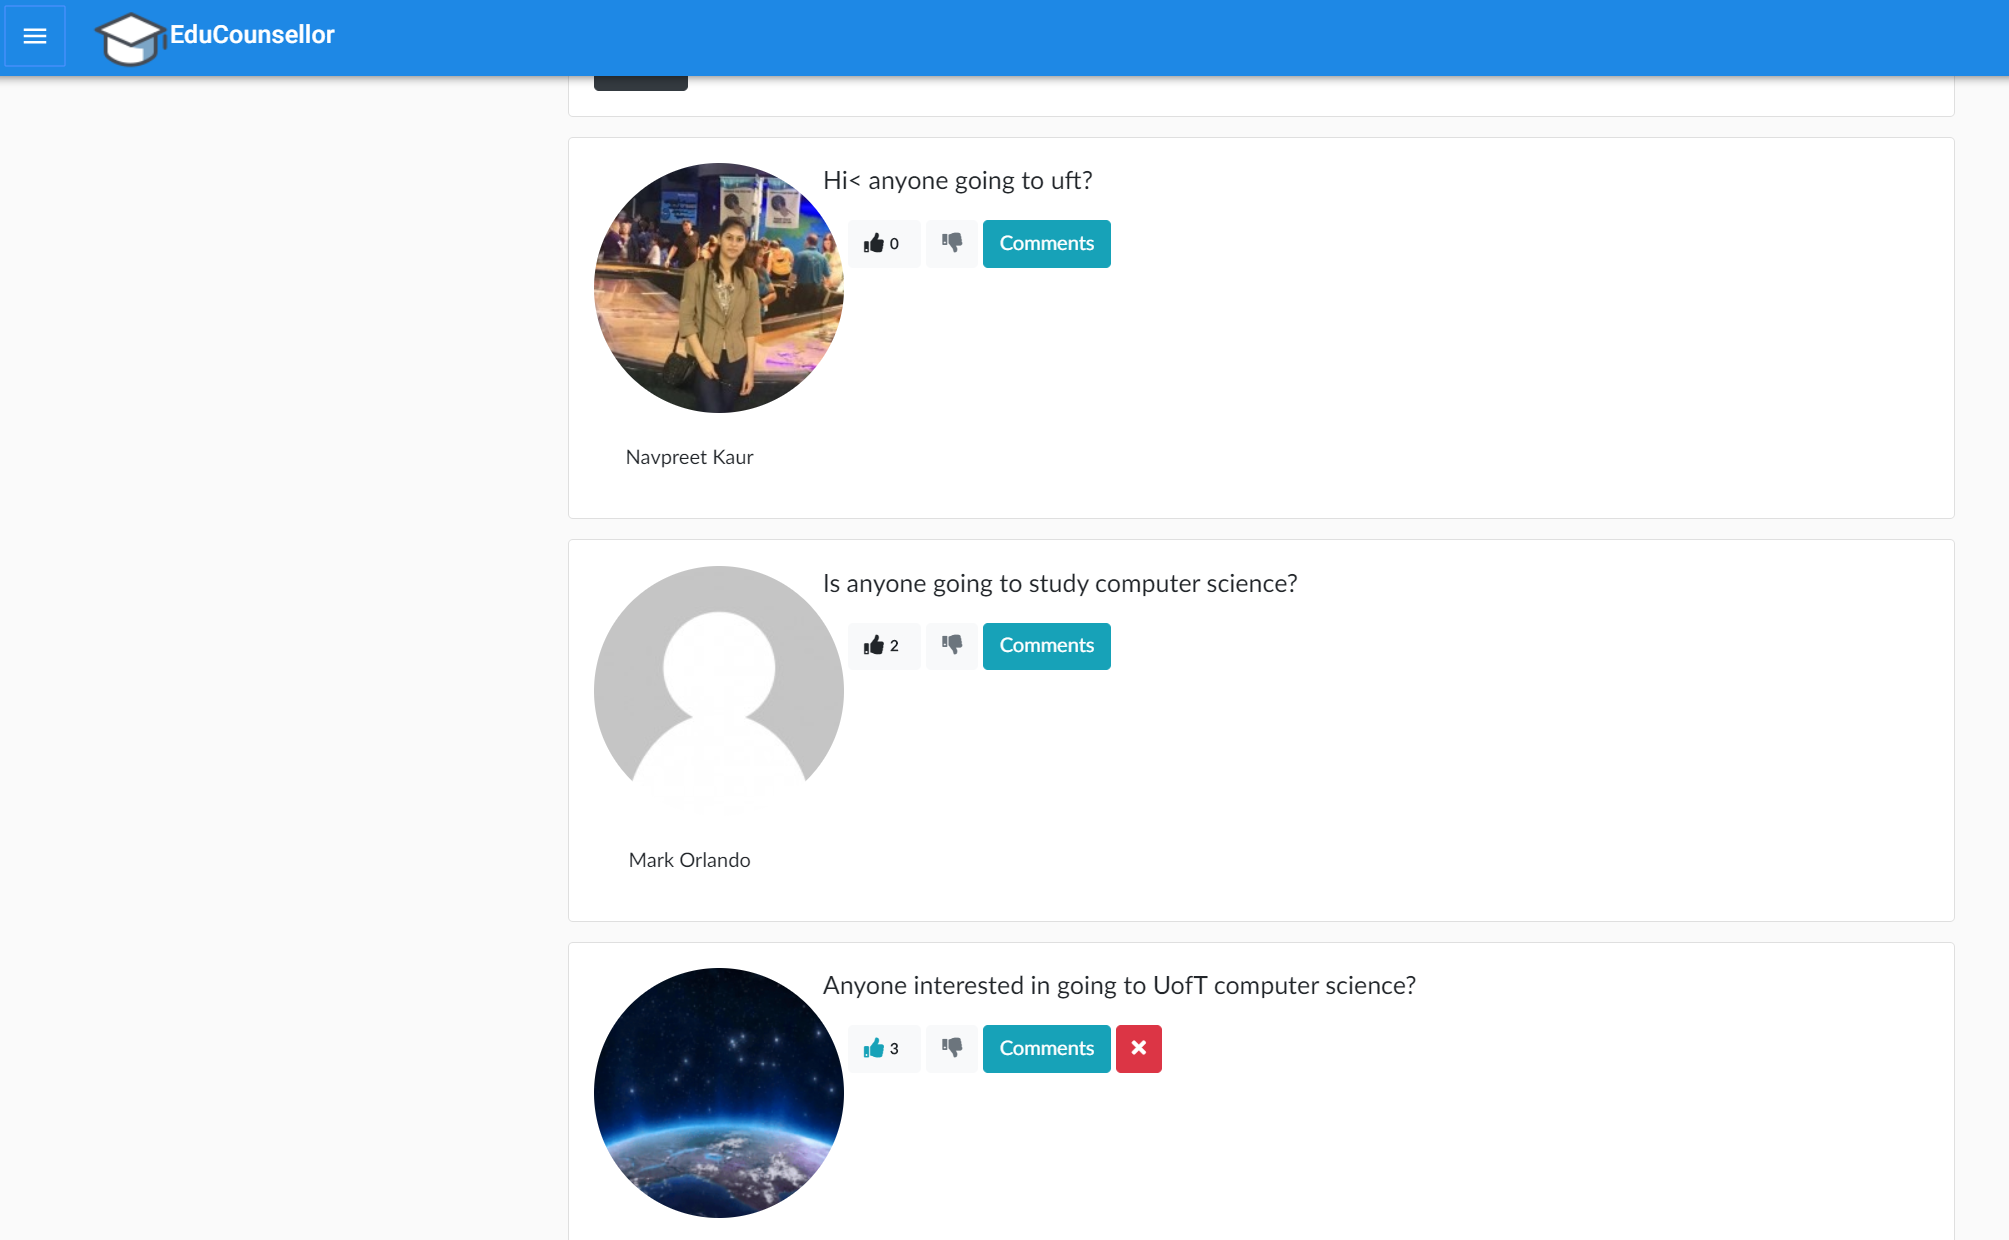 EduCounsellor
Hi< anyone going to uft?
0
Comments
Navpreet Kaur
Is anyone going to study computer science?
2
Comments
Mark Orlando
Anyone interested in going to UofT computer science?
3
Comments